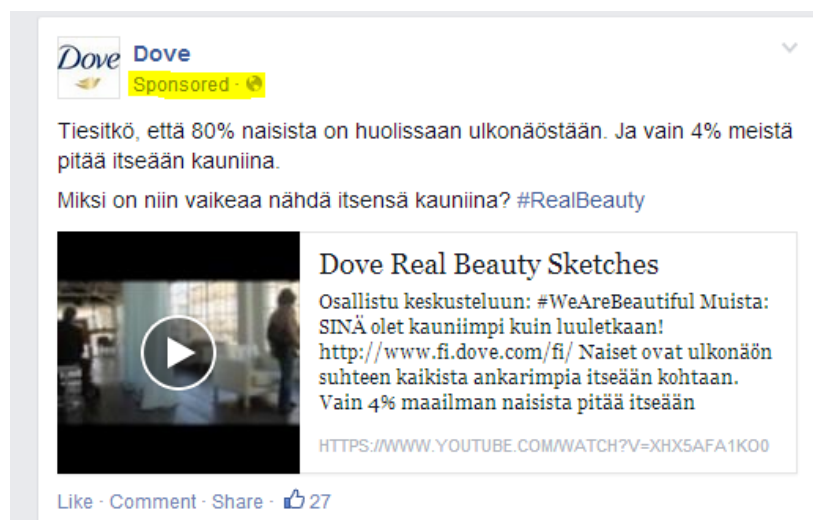 Dove
Dove
Sponsored ·
Tiesitkö, että 80% naisista on huolissaan ulkonäöstään. Ja vain 4% meistä
pitää itseään kauniina.
Miksi on niin vaikeaa nähdä itsensä kauniina? #RealBeauty
Dove Real Beauty Sketches
Osallistu keskusteluun: #WeAreBeautiful Muista:
SINÄ olet kauniimpi kuin luuletkaan!
http://www.fi.dove.com/fi/ Naiset ovat ulkonäön
suhteen kaikista ankarimpia itseään kohtaan.
Vain 4% maailman naisista pitää itseään
HTTPS://WWW.YOUTUBE.COM/WATCH?V=XHX5AFA1KO0
Like · Comment · Share · 27